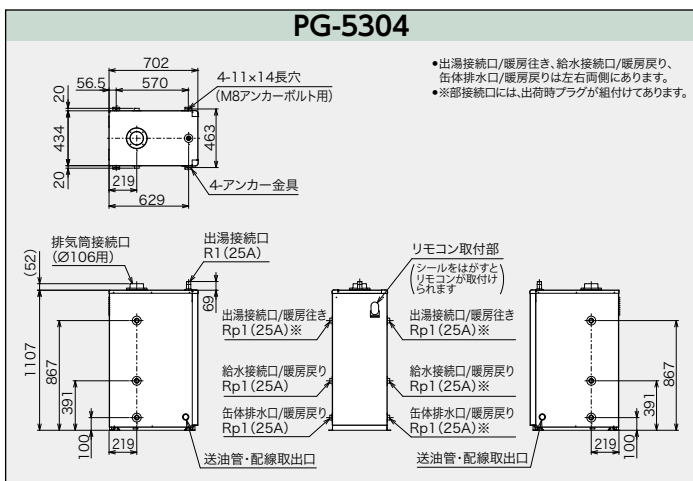 PG-5304
702
56.5
570
4-11×14長穴
(M8アンカーボルト用)
20
434
20
463
219
4-アンカー金具
629
•出湯接続口/暖房往き、給水接続口/暖房戻り、
缶体排水口/暖房戻りは左右両側にあります。
•※部接続口には、出荷時プラグが組付けてあります。
排気筒接続口
(Ø106用)
出湯接続口
R1(25A)
(52)
69
1107
867
391
100
219
送油管・配線取出口
リモコン取付部
(シールをはがすと
リモコンが取付け
られます)
出湯接続口/暖房往き
Rp1(25A)※
給水接続口/暖房戻り
Rp1(25A)
缶体排水口/暖房戻り
Rp1(25A)
出湯接続口/暖房往き
Rp1(25A)※
給水接続口/暖房戻り
Rp1(25A)※
缶体排水口/暖房戻り
Rp1(25A)※
867
391
100
219
送油管・配線取出口